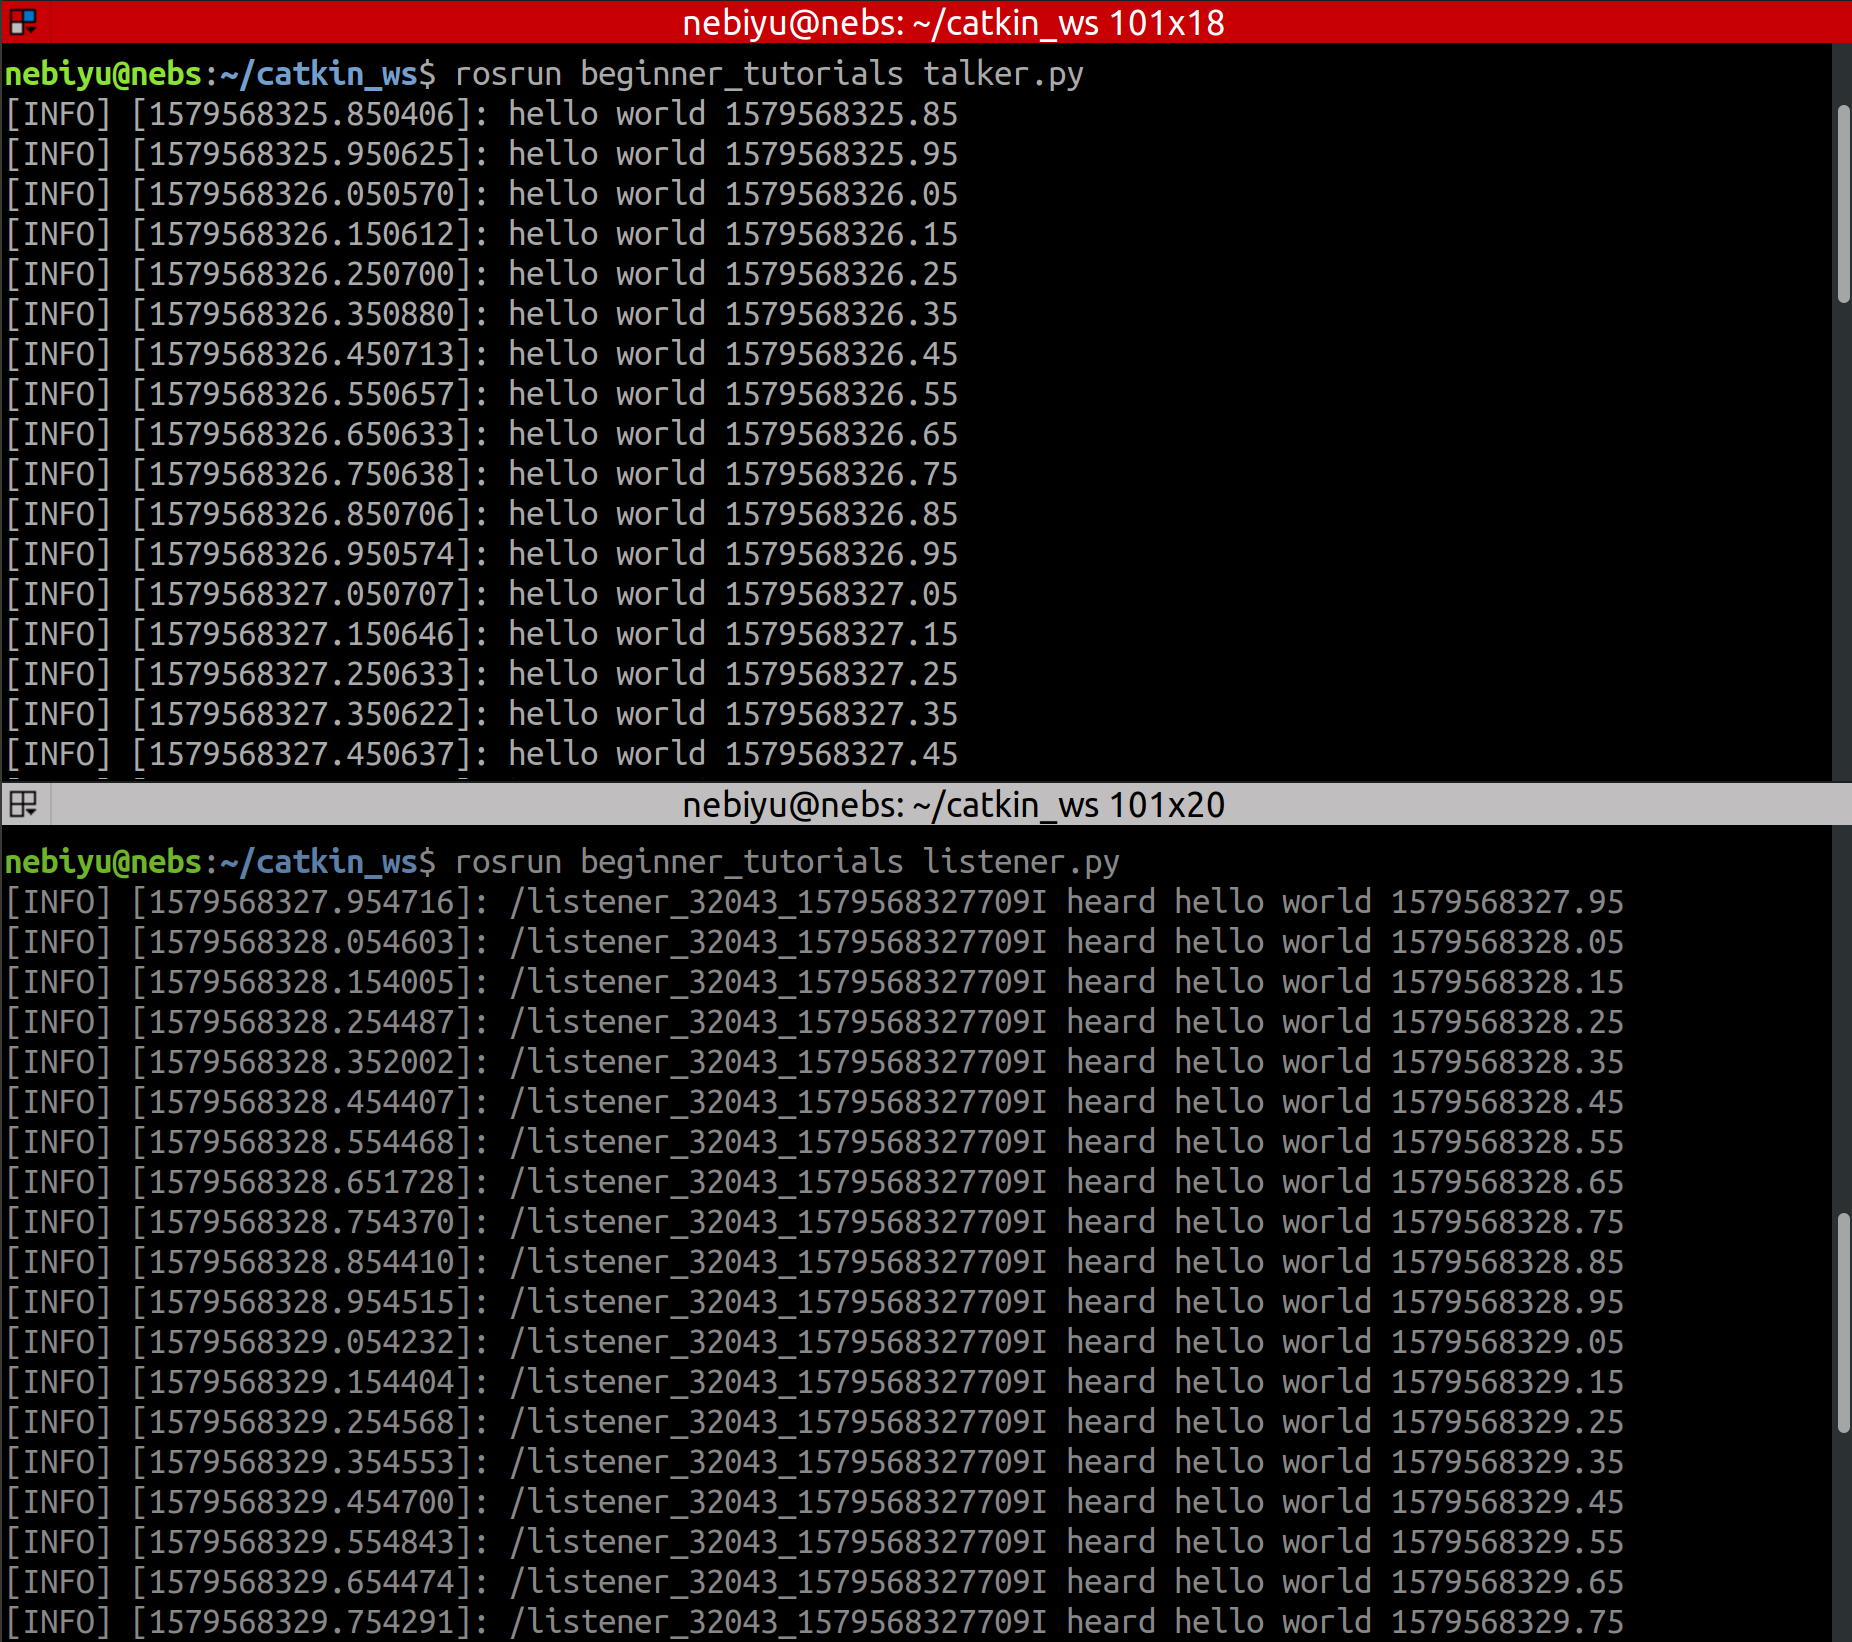 nebiyu@nebs: ~/catkin_ws 101x18
nebiyu@nebs:~/catkin_ws$ rosrun beginner_tutorials talker.py
[INFO] [1579568325.850406]: hello world 1579568325.85
[INFO] [1579568325.950625]: hello world 1579568325.95
[INFO] [1579568326.050570]: hello world 1579568326.05
[INFO] [1579568326.150612]: hello world 1579568326.15
[INFO] [1579568326.250700]: hello world 1579568326.25
[INFO] [1579568326.350880]: hello world 1579568326.35
[INFO] [1579568326.450713]: hello world 1579568326.45
[INFO] [1579568326.550657]: hello world 1579568326.55
[INFO] [1579568326.650633]: hello world 1579568326.65
[INFO] [1579568326.750638]: hello world 1579568326.75
[INFO] [1579568326.850706]: hello world 1579568326.85
[INFO] [1579568326.950574]: hello world 1579568326.95
[INFO] [1579568327.050707]: hello world 1579568327.05
[INFO] [1579568327.150646]: hello world 1579568327.15
[INFO] [1579568327.250633]: hello world 1579568327.25
[INFO] [1579568327.350622]: hello world 1579568327.35
[INFO] [1579568327.450637]: hello world 1579568327.45
nebiyu@nebs: ~/catkin_ws 101x20
nebiyu@nebs:~/catkin_ws$ rosrun beginner_tutorials listener.py
[INFO] [1579568327.954716]: /listener_32043_1579568327709I heard hello world 1579568327.95
[INFO] [1579568328.054603]: /listener_32043_1579568327709I heard hello world 1579568328.05
[INFO] [1579568328.154005]: /listener_32043_1579568327709I heard hello world 1579568328.15
[INFO] [1579568328.254487]: /listener_32043_1579568327709I heard hello world 1579568328.25
[INFO] [1579568328.352002]: /listener_32043_1579568327709I heard hello world 1579568328.35
[INFO] [1579568328.454407]: /listener_32043_1579568327709I heard hello world 1579568328.45
[INFO] [1579568328.554468]: /listener_32043_1579568327709I heard hello world 1579568328.55
[INFO] [1579568328.651728]: /listener_32043_1579568327709I heard hello world 1579568328.65
[INFO] [1579568328.754370]: /listener_32043_1579568327709I heard hello world 1579568328.75
[INFO] [1579568328.854410]: /listener_32043_1579568327709I heard hello world 1579568328.85
[INFO] [1579568328.954515]: /listener_32043_1579568327709I heard hello world 1579568328.95
[INFO] [1579568329.054232]: /listener_32043_1579568327709I heard hello world 1579568329.05
[INFO] [1579568329.154404]: /listener_32043_1579568327709I heard hello world 1579568329.15
[INFO] [1579568329.254568]: /listener_32043_1579568327709I heard hello world 1579568329.25
[INFO] [1579568329.354553]: /listener_32043_1579568327709I heard hello world 1579568329.35
[INFO] [1579568329.454700]: /listener_32043_1579568327709I heard hello world 1579568329.45
[INFO] [1579568329.554843]: /listener_32043_1579568327709I heard hello world 1579568329.55
[INFO] [1579568329.654474]: /listener_32043_1579568327709I heard hello world 1579568329.65
[INFO] [1579568329.754291]: /listener_32043_1579568327709I heard hello world 1579568329.75